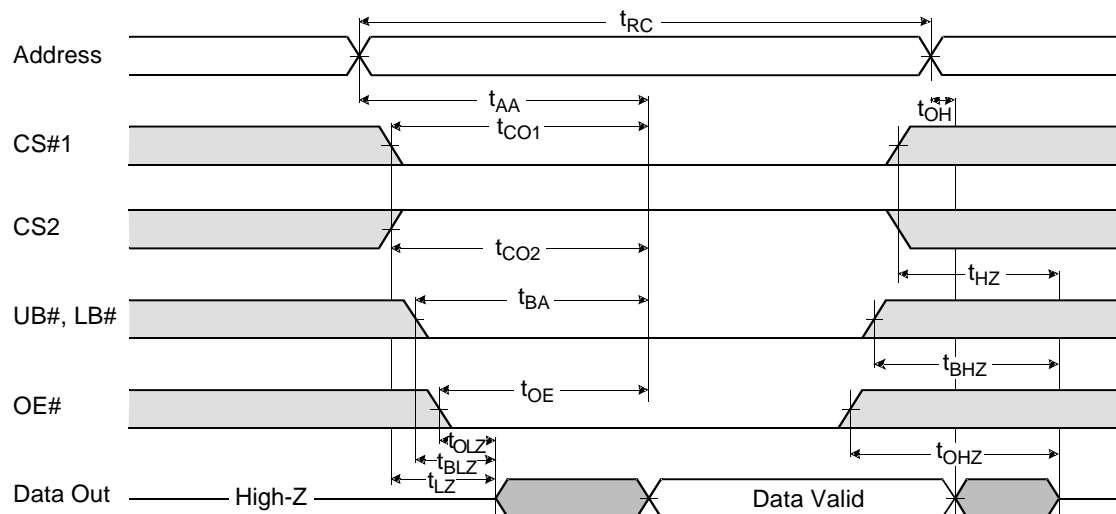 tRC
Address
tAA
tOH
tCO1
CS#1
CS2
tCO2
tHZ
tBA
UB#, LB#
tBHZ
tOE
OE#
tOLZ
tBLZ
tOHZ
tLZ
Data Out High-Z Data Valid